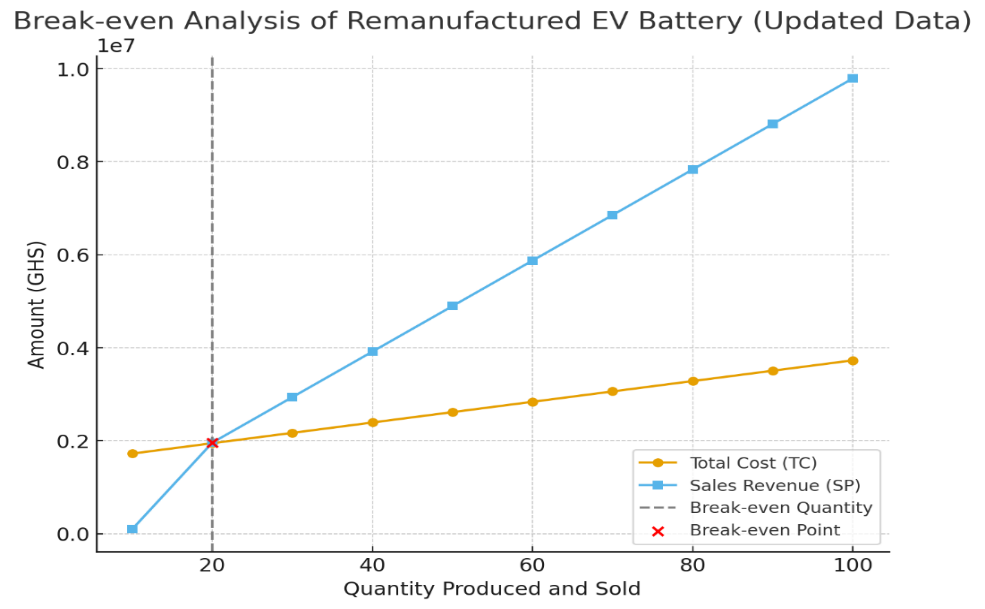 Break-even Analysis of Remanufactured EV Battery (Updated Data)
1e7
1.0
0.8
0.6
0.4
0.2
0.0
Amount (GHS)
Total Cost (TC)
Sales Revenue (SP)
Break-even Quantity
Break-even Point
20 40 60 80 100
Quantity Produced and Sold